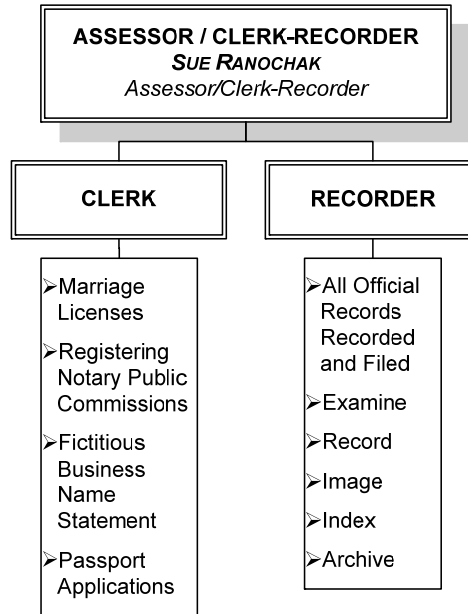 ASSESSOR / CLERK-RECORDER
SUE RANOCHAK
Assessor/Clerk-Recorder
CLERK
RECORDER
➢Marriage
Licenses
➢Registering
Notary Public
Commissions
➢Fictitious
Business
Name
Statement
➢Passport
Applications
➢All Official
Records
Recorded
and Filed
➢Examine
➢Record
➢Image
➢Index
➢Archive